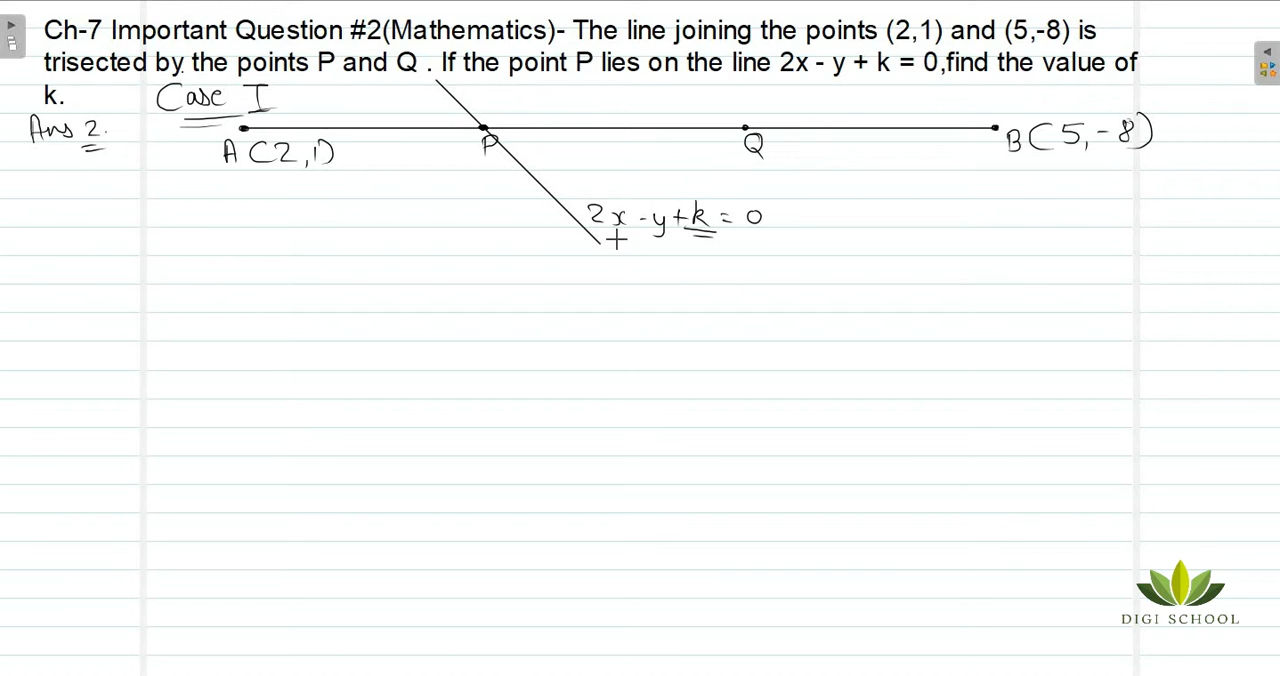 Ch-7 Important Question #2(Mathematics)- The line joining the points (2,1) and (5,-8) is
trisected by the points P and Q . If the point P lies on the line 2x - y + k = 0,find the value of
k.
Case I
Ans 2.
A (2,1)
P
Q
B(5,-8)
2x -y+k= 0
DIGI SCHOOL